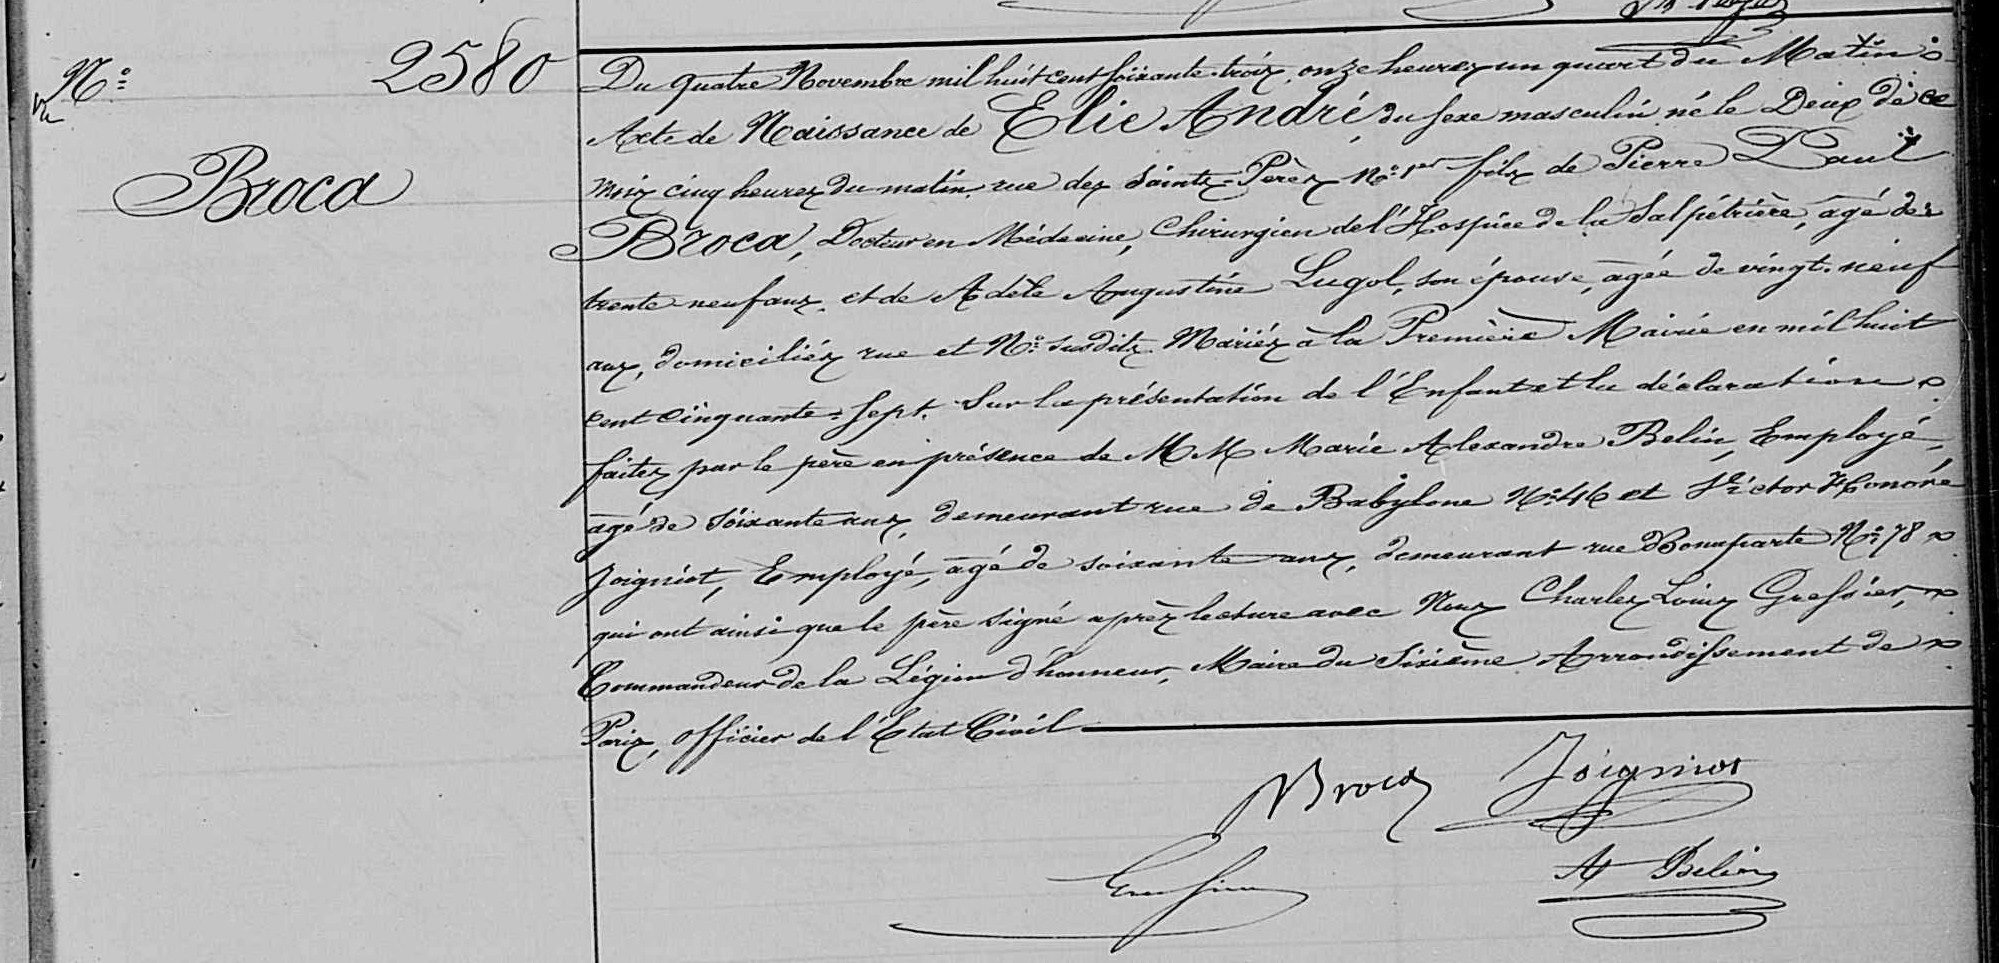 N° 2580
Broca
Du quatre Novembre mil huit cent soixante-trois, onze heures un quart du Matin
Acte de Naissance de Elie André, du sexe masculin né le Deux de ce
mois cinq heures du matin, rue des Saints-Pères N° 1er fils de Pierre Paul
Broca, Docteur en Médecine, Chirurgien de l'Hospice de la Salpétrière, âgé de
trente neuf ans, et de Adèle Augustine Lugol, son épouse, agée de vingt-neuf
ans, domiciliés rue et N° susdits. Mariés à la Première Mairie en mil huit
cent cinquante-sept. Sur la présentation de l'Enfant et la déclaration
faites par le père en présence de MM Marie Alexandre Belin, Employé,
âgé de soixante ans, demeurant rue de Babylone N° 46 et Victor Honoré
Joigniot, Employé, agé de soixante ans, demeurant rue Bonaparte N° 78
qui ont ainsi que le père signé après lecture avec Nous Charles Louis Gressier,
Commandeur de la Légion d'honneur, Maire du Sixième Arrondissement de
Paris, officier de l'Etat Civil
Broca Joigniot
A Belin